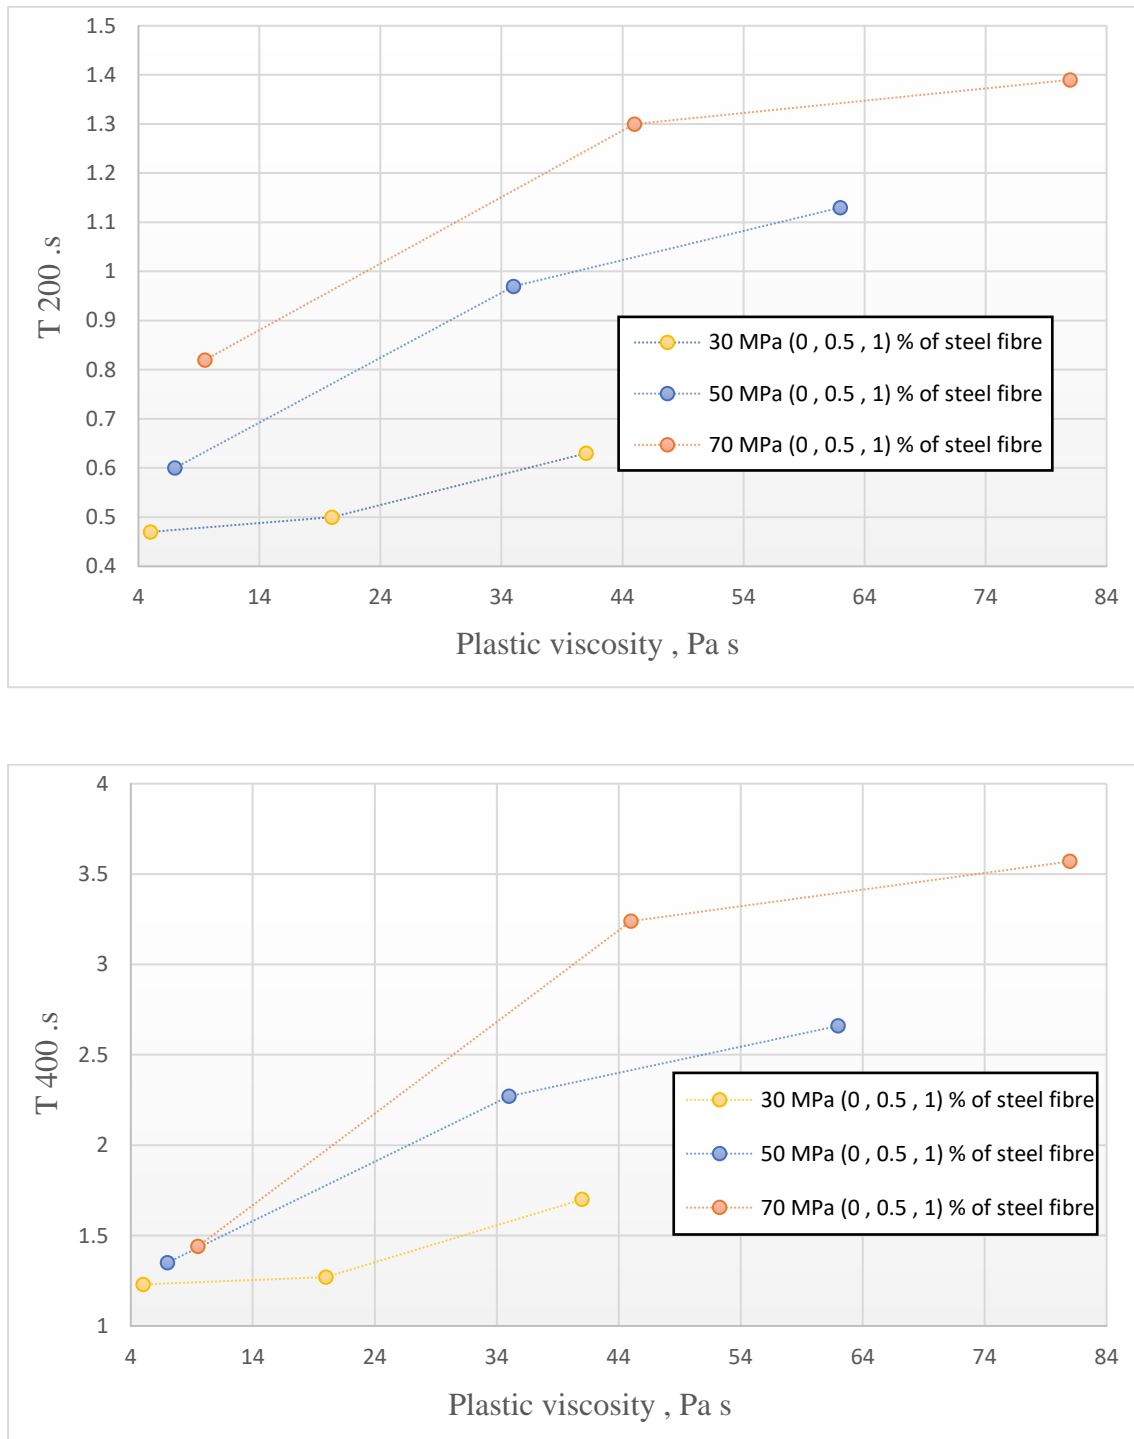 1.5
1.4
1.3
1.2
1.1
1
0.9
0.8
0.7
0.6
0.5
0.4
T 200 .s
30 MPa (0 , 0.5 , 1) % of steel fibre
50 MPa (0 , 0.5 , 1) % of steel fibre
70 MPa (0 , 0.5 , 1) % of steel fibre
4 14 24 34 44 54 64 74 84
Plastic viscosity , Pa s
4
3.5
3
2.5
2
1.5
1
T 400 .s
30 MPa (0 , 0.5 , 1) % of steel fibre
50 MPa (0 , 0.5 , 1) % of steel fibre
70 MPa (0 , 0.5 , 1) % of steel fibre
4 14 24 34 44 54 64 74 84
Plastic viscosity , Pa s